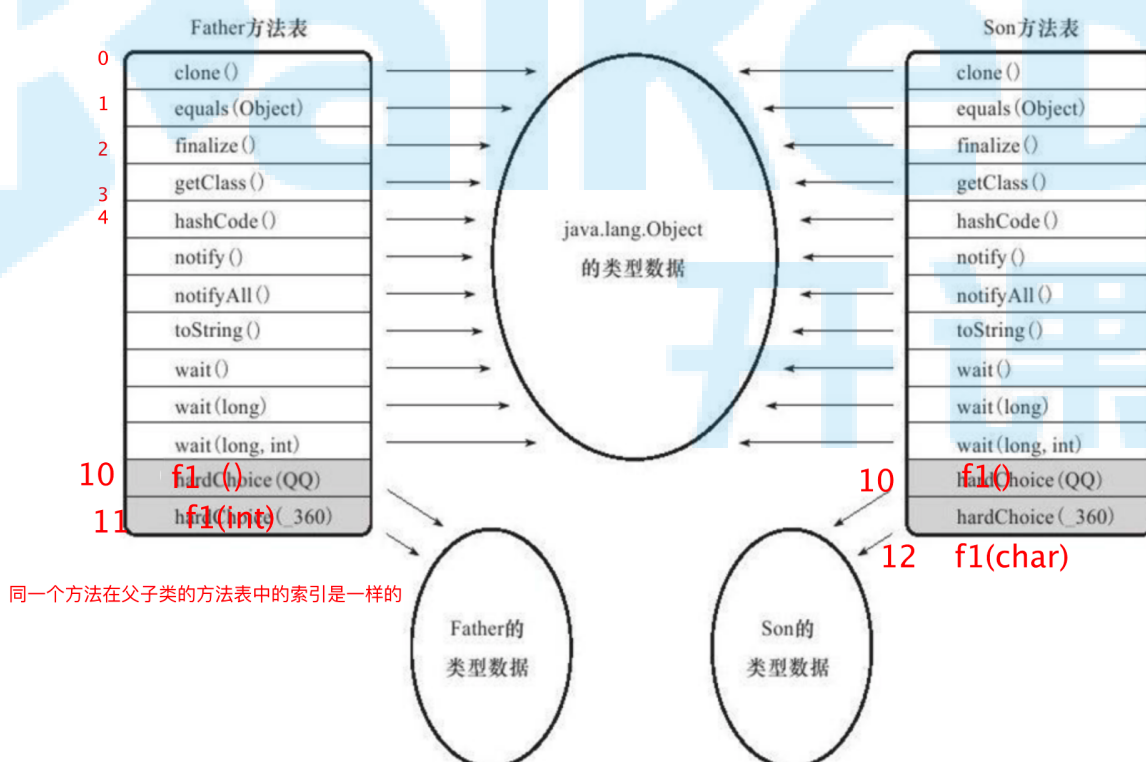 Father方法表
Son方法表
0
clone()
clone()
1
equals(Object)
equals(Object)
2
finalize()
finalize()
3
getClass()
getClass()
4
hashCode()
hashCode()
java.lang.Object
的类型数据
notify()
notify()
notifyAll()
notifyAll()
toString()
toString()
wait()
wait()
wait(long)
wait(long)
wait(long, int)
wait(long, int)
10
f1 ()
hardChoice(QQ)
10
f1()
hardChoice(QQ)
11
f1(int)
hardChoice(_360)
hardChoice(_360)
12
f1(char)
同一个方法在父子类的方法表中的索引是一样的
Father的
类型数据
Son的
类型数据
开课